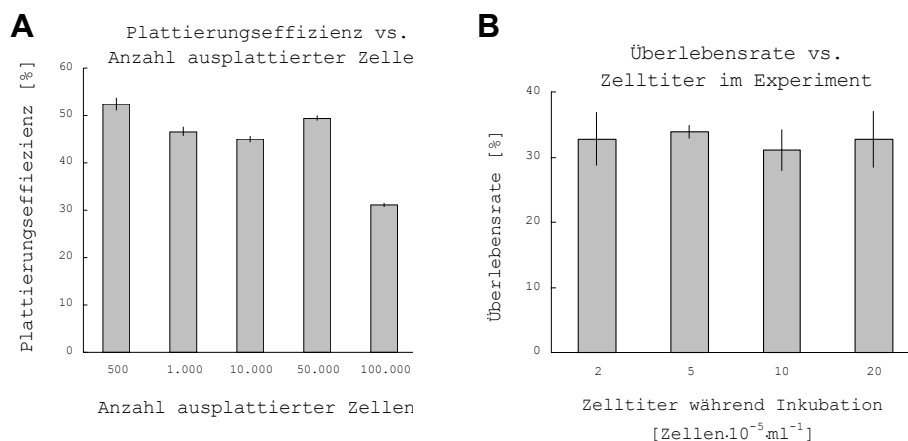 A
Plattierungseffizienz vs.
Anzahl ausplattierter Zelle
Plattierungseffiezienz [%]
60
50
40
30
20
10
0
500 1.000 10.000 50.000 100.000
Anzahl ausplattierter Zellen
B
Überlebensrate vs.
Zelltiter im Experiment
Überlebensrate [%]
40
30
20
10
0
2 5 10 20
Zelltiter während Inkubation
[Zellen·10⁻⁵·ml⁻¹]